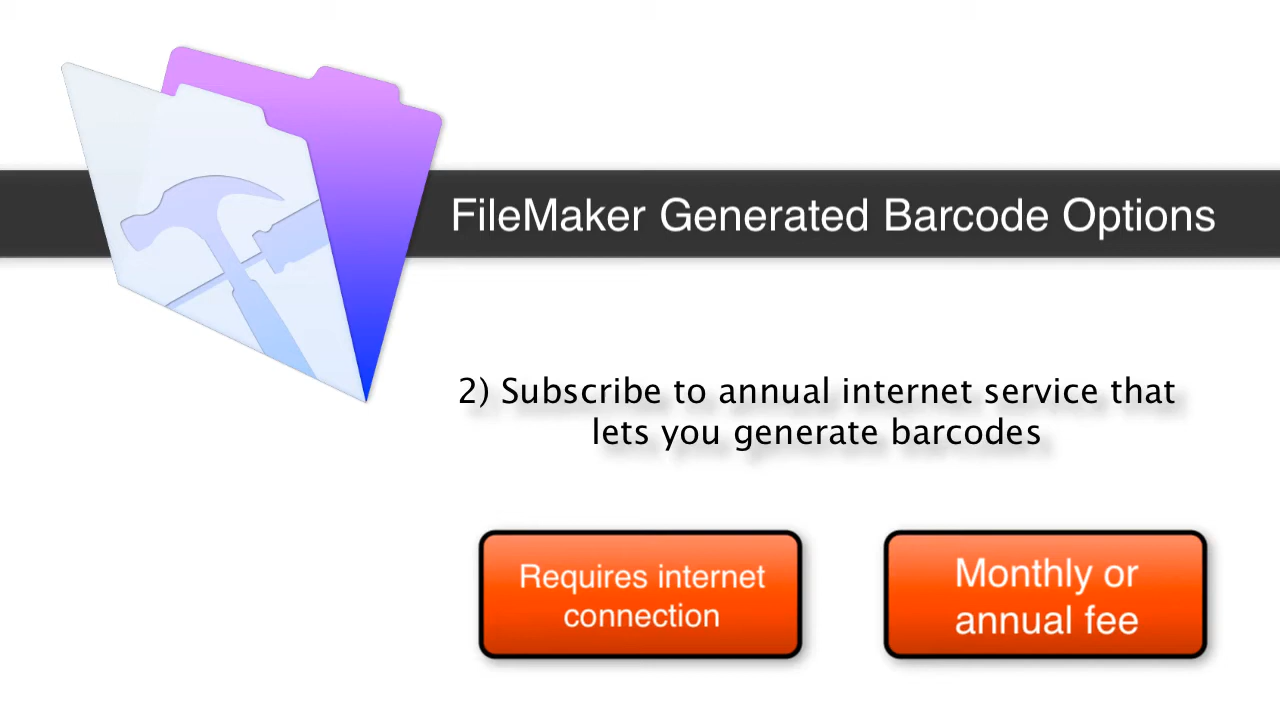 FileMaker Generated Barcode Options
2) Subscribe to annual internet service that
lets you generate barcodes
Requires internet
connection
Monthly or
annual fee